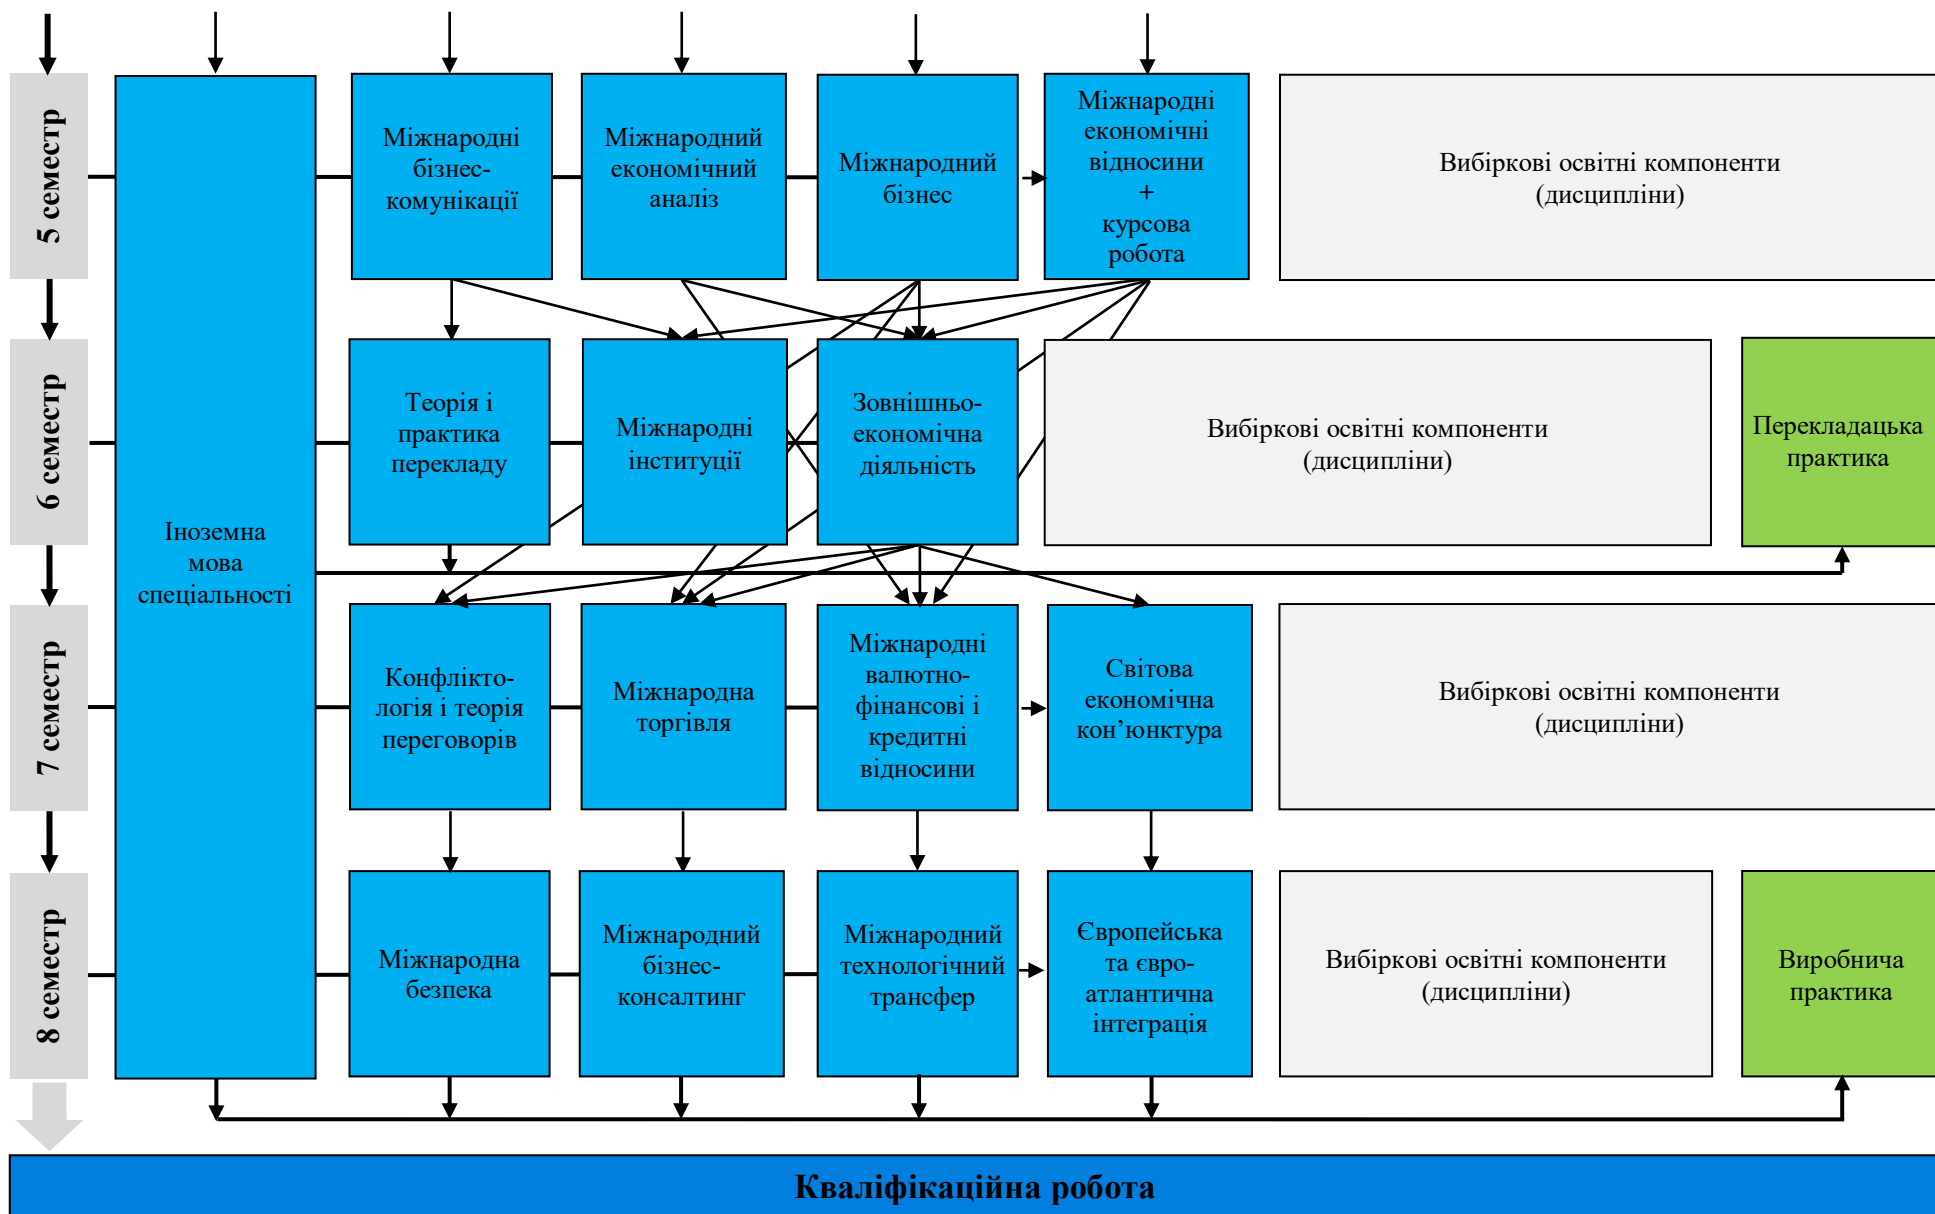 5 семестр
Міжнародні
бізнес-
комунікації
Міжнародний
економічний
аналіз
Міжнародний
бізнес
Міжнародні
економічні
відносини
+
курсова
робота
Вибіркові освітні компоненти
(дисципліни)
6 семестр
Іноземна
мова
спеціальності
Теорія і
практика
перекладу
Міжнародні
інституції
Зовнішньо-
економічна
діяльність
Вибіркові освітні компоненти
(дисципліни)
Перекладацька
практика
7 семестр
Конфлікто-
логія і теорія
переговорів
Міжнародна
торгівля
Міжнародні
валютно-
фінансові і
кредитні
відносини
Світова
економічна
кон’юнктура
Вибіркові освітні компоненти
(дисципліни)
8 семестр
Міжнародна
безпека
Міжнародний
бізнес-
консалтинг
Міжнародний
технологічний
трансфер
Європейська
та євро-
атлантична
інтеграція
Вибіркові освітні компоненти
(дисципліни)
Виробнича
практика
Кваліфікаційна робота